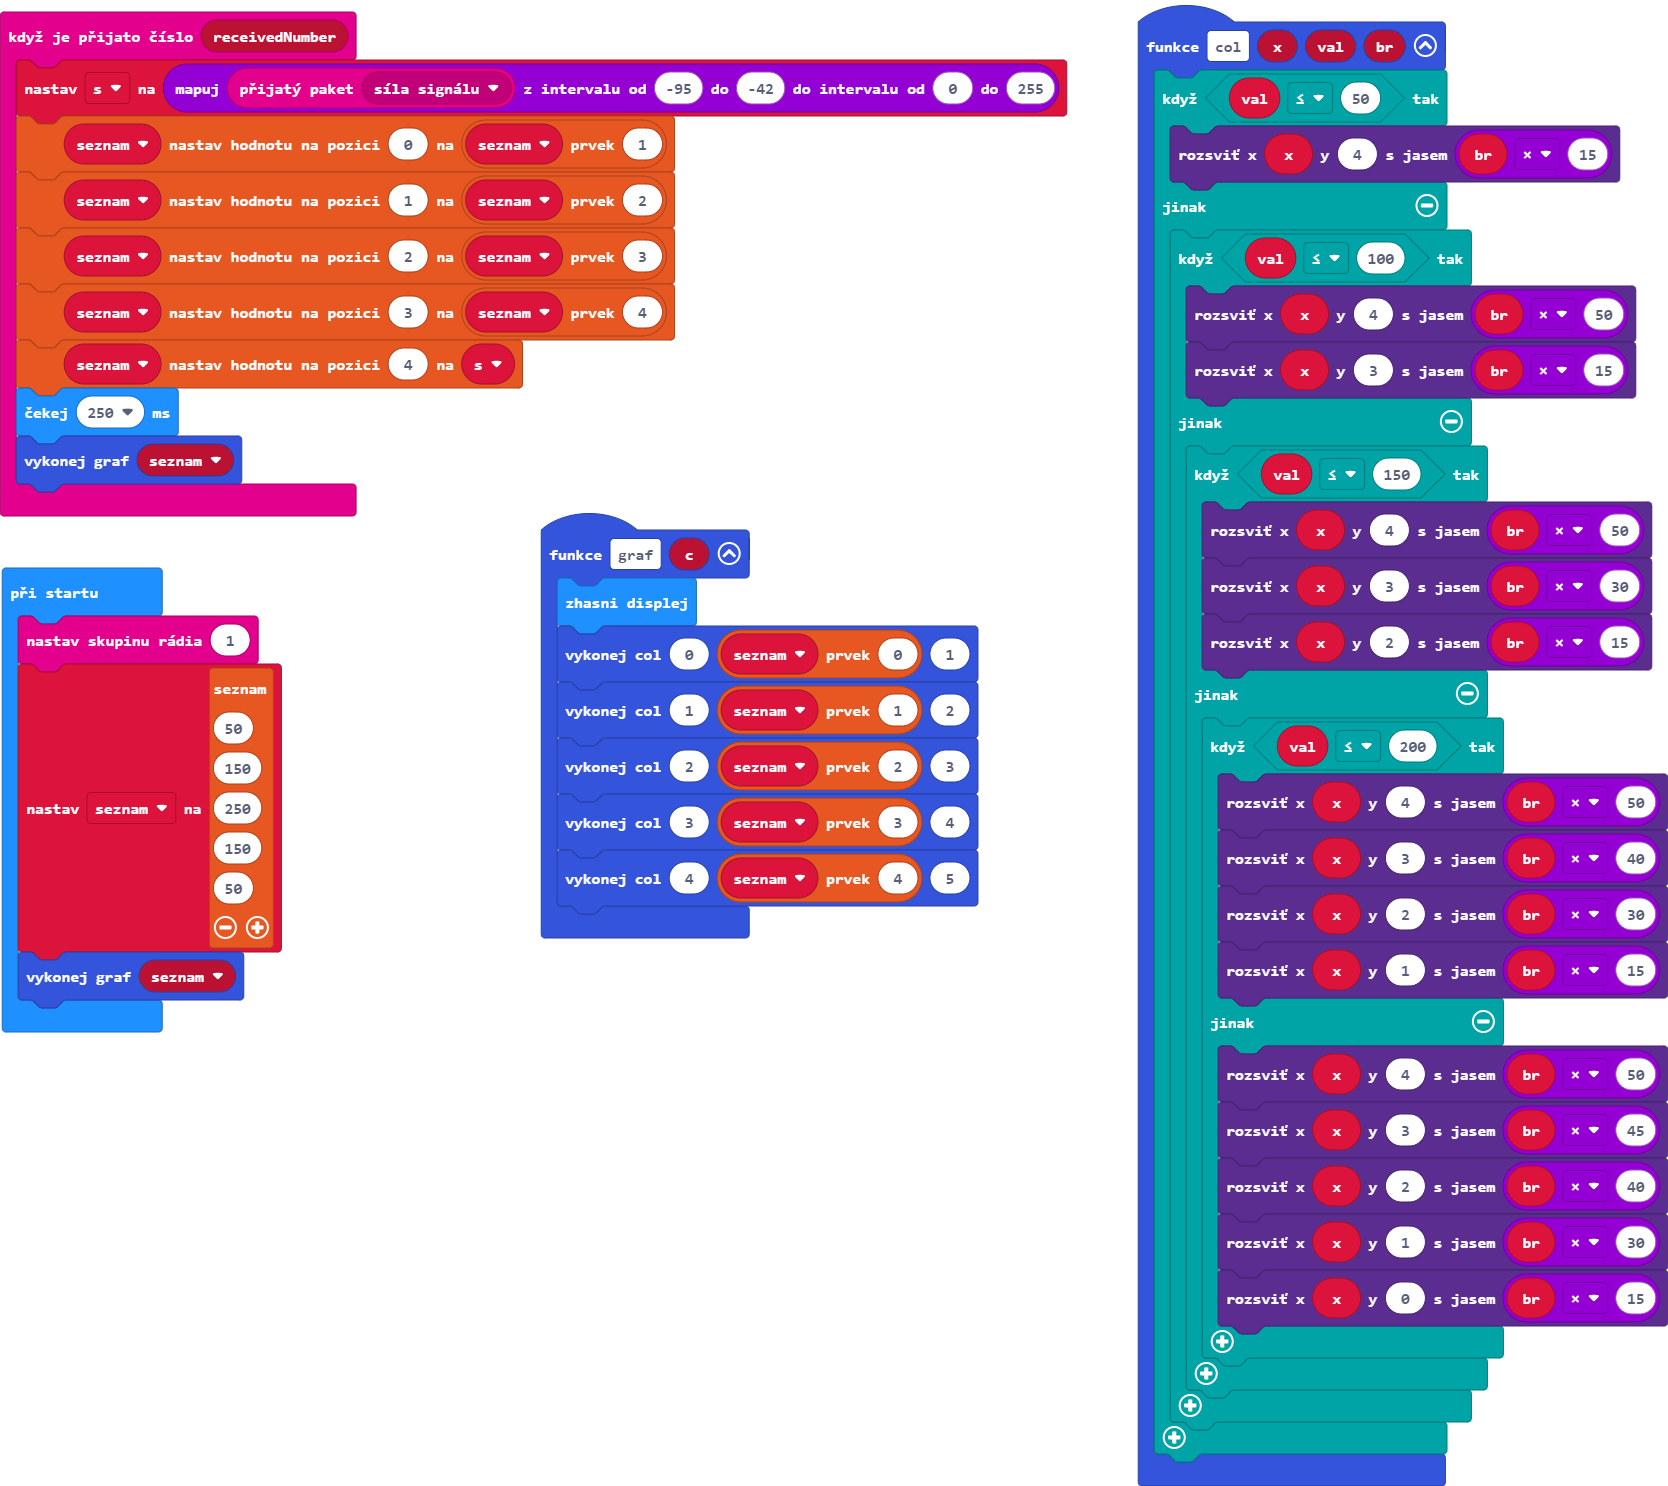 když je přijato číslo receivedNumber
nastav s na mapuj přijatý paket síla signálu z intervalu od -95 do -42 do intervalu od 0 do 255
seznam nastav hodnotu na pozici 0 na seznam prvek 1
seznam nastav hodnotu na pozici 1 na seznam prvek 2
seznam nastav hodnotu na pozici 2 na seznam prvek 3
seznam nastav hodnotu na pozici 3 na seznam prvek 4
seznam nastav hodnotu na pozici 4 na s
čekej 250 ms
vykonej graf seznam
při startu
nastav skupinu rádia 1
nastav seznam na
seznam
50
150
250
150
50
vykonej graf seznam
funkce graf c
zhasni displej
vykonej col 0 seznam prvek 0 1
vykonej col 1 seznam prvek 1 2
vykonej col 2 seznam prvek 2 3
vykonej col 3 seznam prvek 3 4
vykonej col 4 seznam prvek 4 5
funkce col x val br
když val ≤ 50 tak
rozsviť x x y 4 s jasem br × 15
jinak
když val ≤ 100 tak
rozsviť x x y 4 s jasem br × 50
rozsviť x x y 3 s jasem br × 15
jinak
když val ≤ 150 tak
rozsviť x x y 4 s jasem br × 50
rozsviť x x y 3 s jasem br × 30
rozsviť x x y 2 s jasem br × 15
jinak
když val ≤ 200 tak
rozsviť x x y 4 s jasem br × 50
rozsviť x x y 3 s jasem br × 40
rozsviť x x y 2 s jasem br × 30
rozsviť x x y 1 s jasem br × 15
jinak
rozsviť x x y 4 s jasem br × 50
rozsviť x x y 3 s jasem br × 45
rozsviť x x y 2 s jasem br × 40
rozsviť x x y 1 s jasem br × 30
rozsviť x x y 0 s jasem br × 15